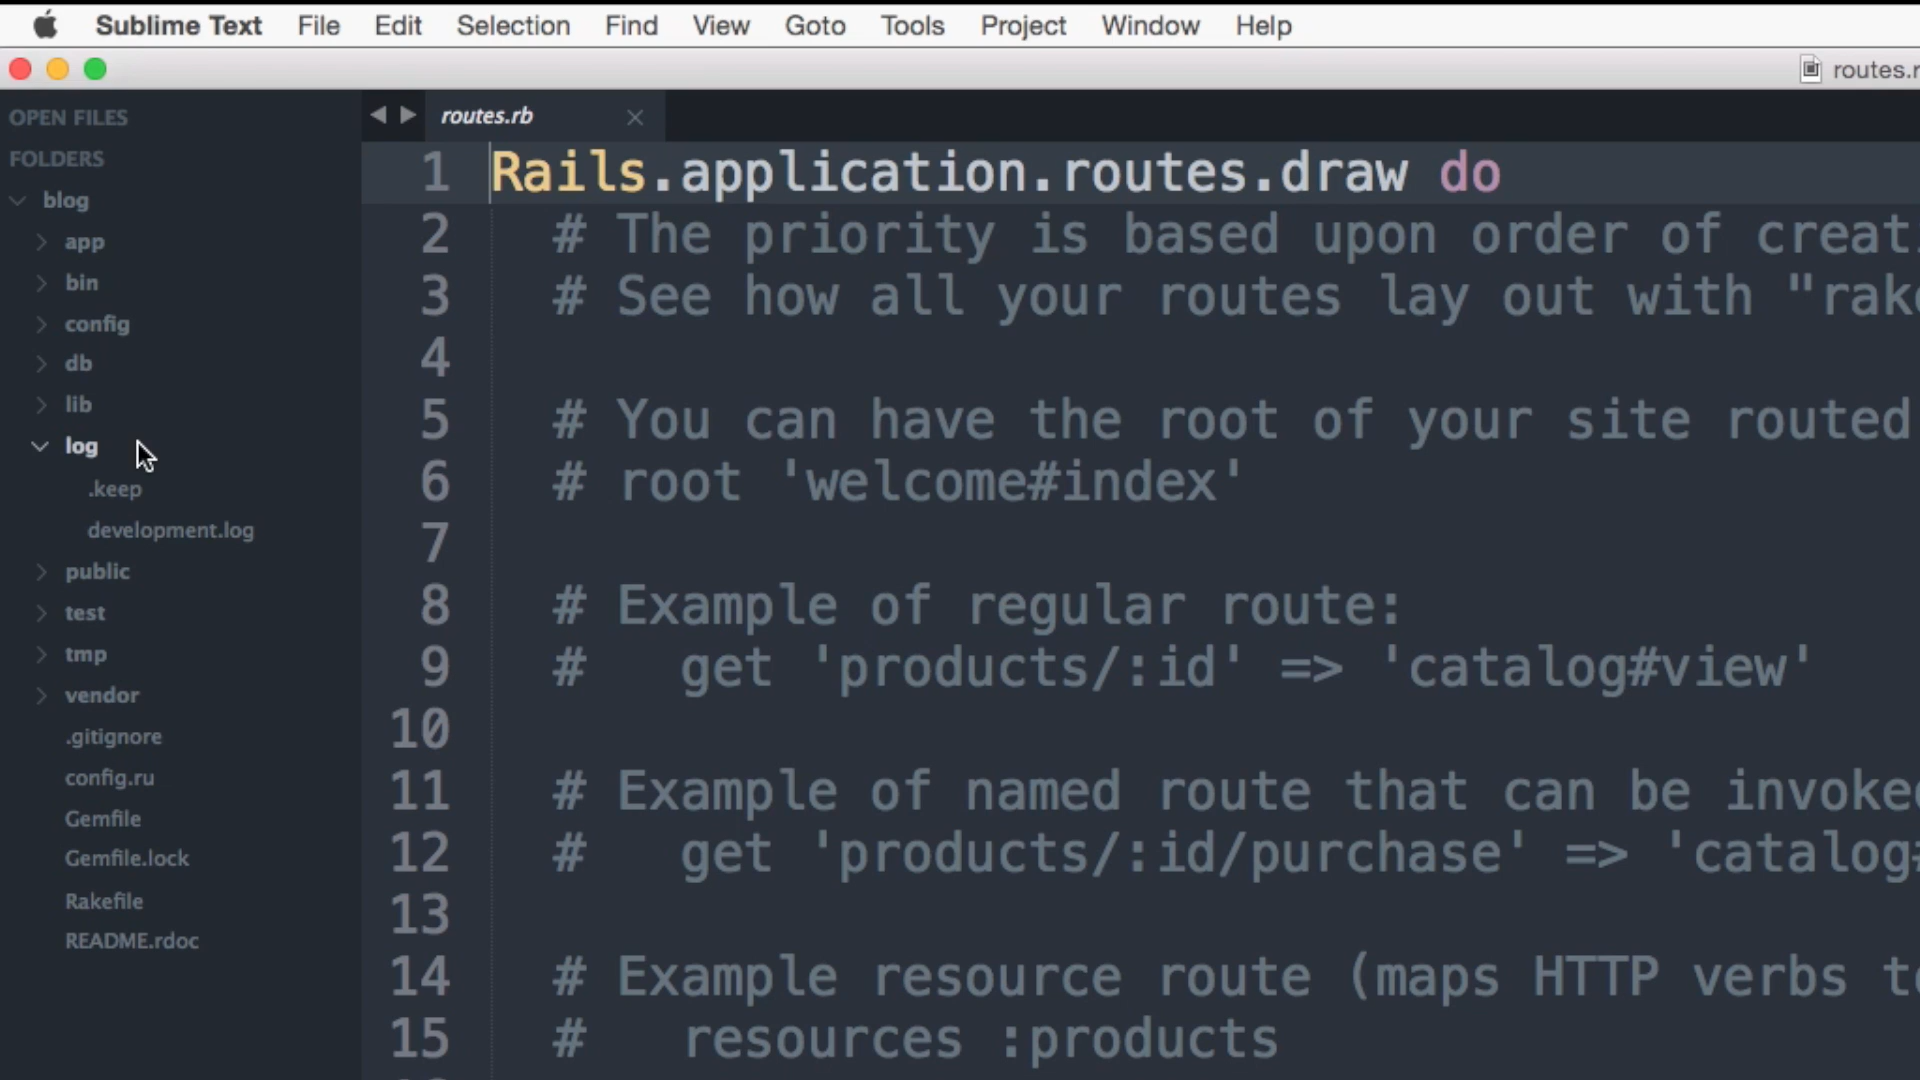 Sublime Text File Edit Selection Find View Goto Tools Project Window Help
OPEN FILES
FOLDERS
blog
app
bin
config
db
lib
log
.keep
development.log
public
test
tmp
vendor
.gitignore
config.ru
Gemfile
Gemfile.lock
Rakefile
README.rdoc
routes.rb
1 Rails.application.routes.draw do
2 # The priority is based upon order of
3 # See how all your routes lay out with
4
5 # You can have the root of your site routed
6 # root 'welcome#index'
7
8 # Example of regular route:
9 #   get 'products/:id' => 'catalog#view'
10
11 # Example of named route that can be
12 #   get 'products/:id/purchase' => 'catalog
13
14 # Example resource route (maps HTTP verbs
15 #   resources :products